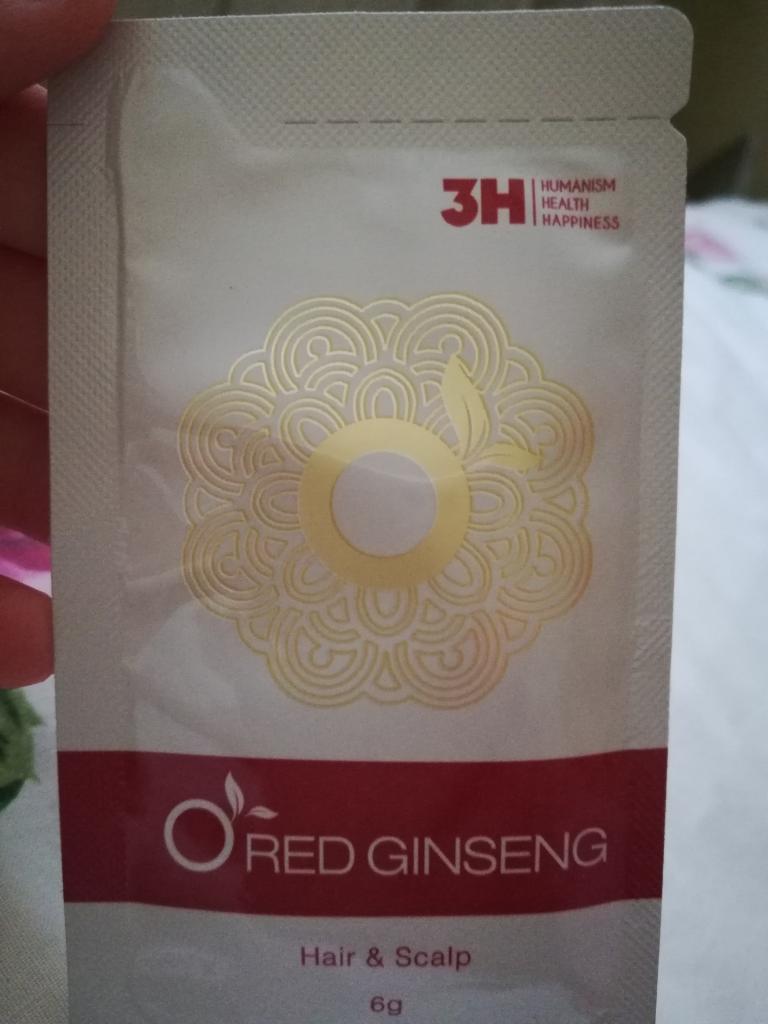 3H
HUMANISM
HEALTH
HAPPINESS
O'RED GINSENG
Hair & Scalp
6g